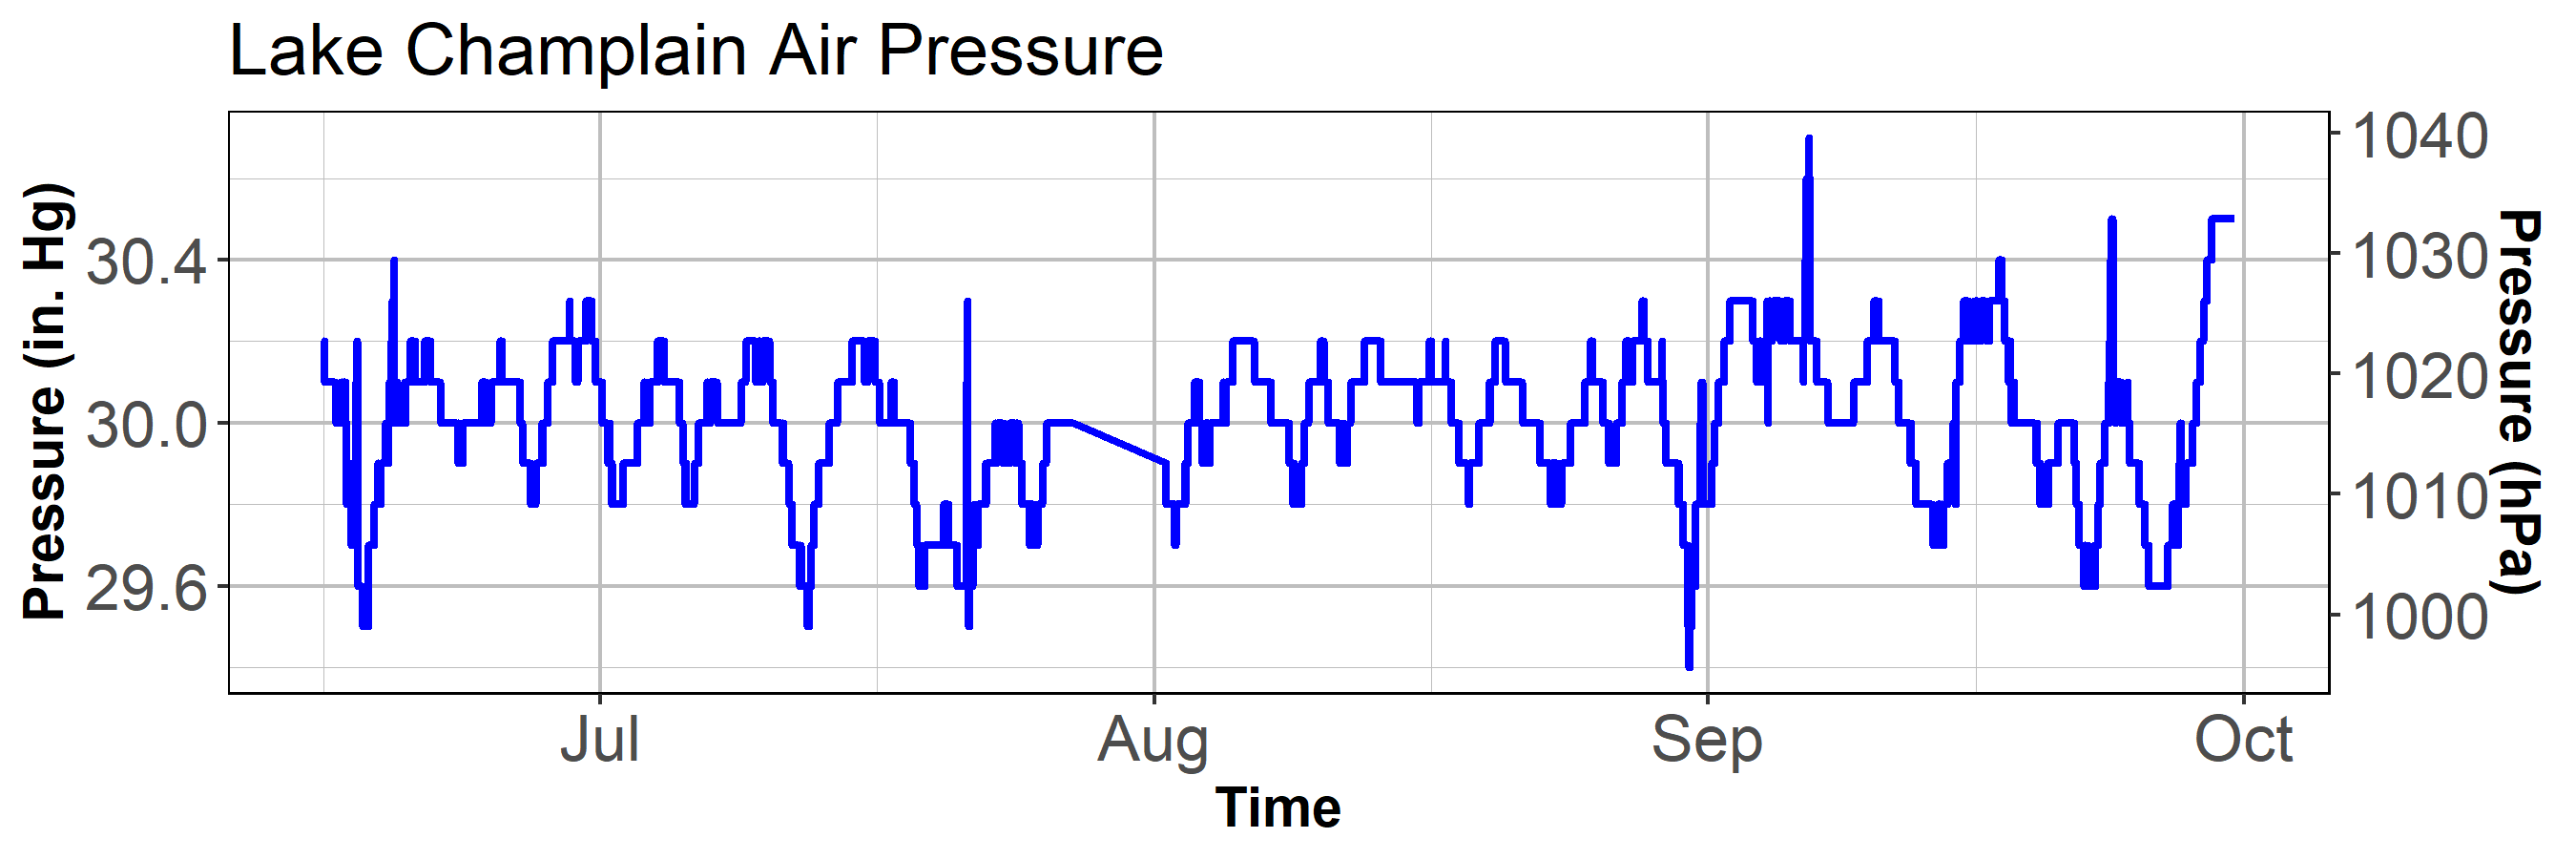 Lake Champlain Air Pressure
Pressure (in. Hg)
30.4
30.0
29.6
1040
1030
1020
1010
1000
Pressure (hPa)
Jul Aug Sep Oct
Time